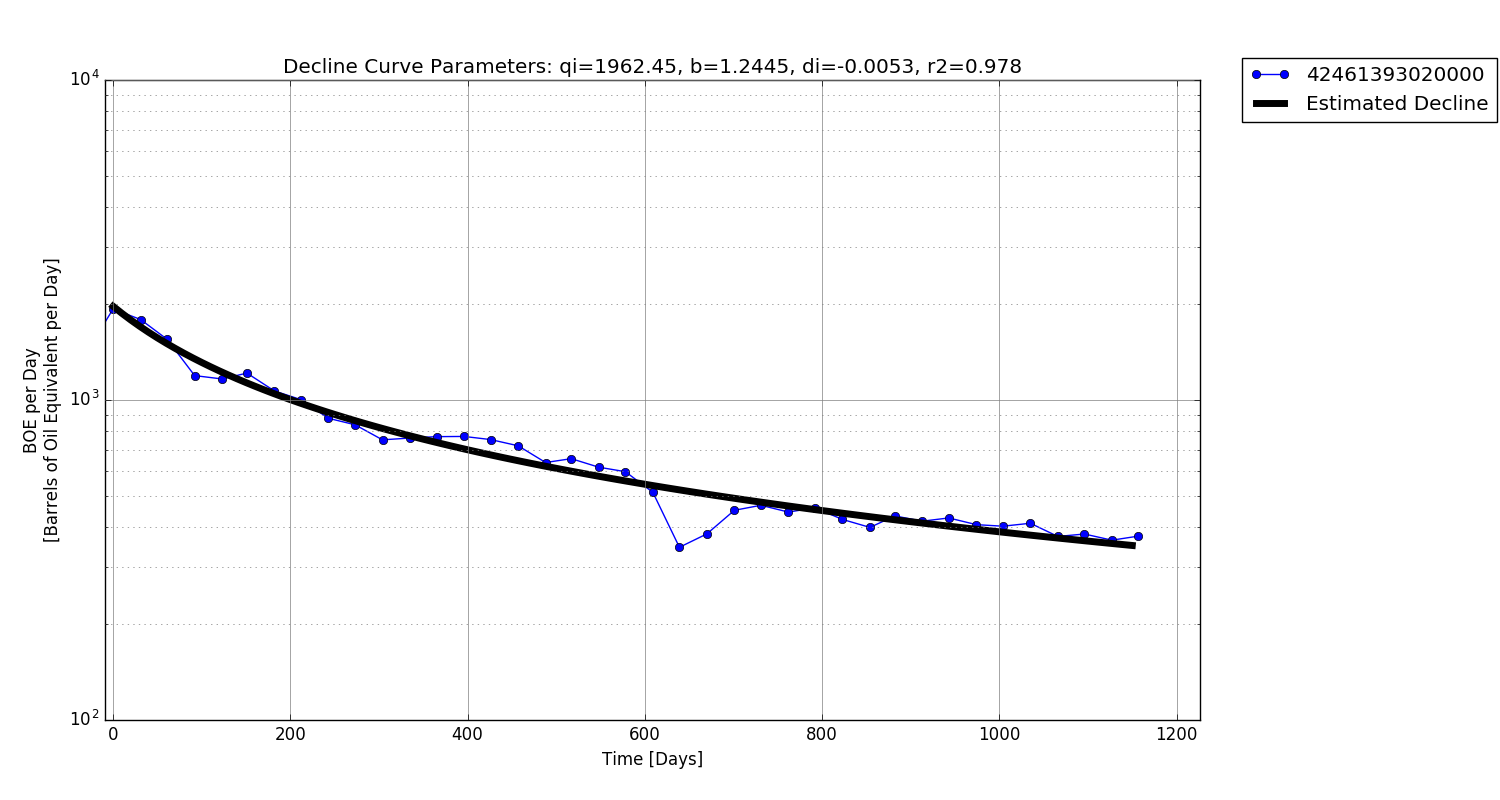 Decline Curve Parameters: qi=1962.45, b=1.2445, di=-0.0053, r2=0.978
42461393020000
Estimated Decline
BOE per Day
[Barrels of Oil Equivalent per Day]
10^4
10^3
10^2
0 200 400 600 800 1000 1200
Time [Days]